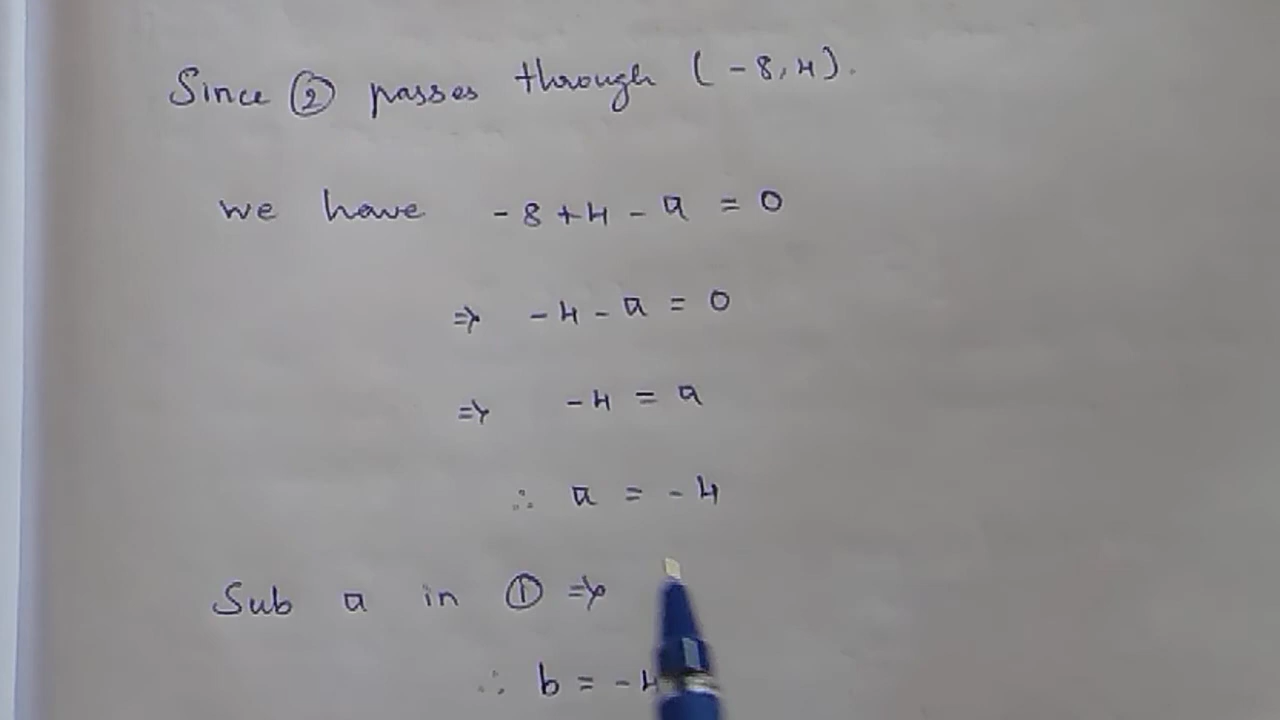 Since ② passes through (-8,4).
we have -8+4-a = 0
⇒ -4-a = 0
⇒ -4 = a
∴ a = -4
Sub a in ① ⇒
∴ b = -4